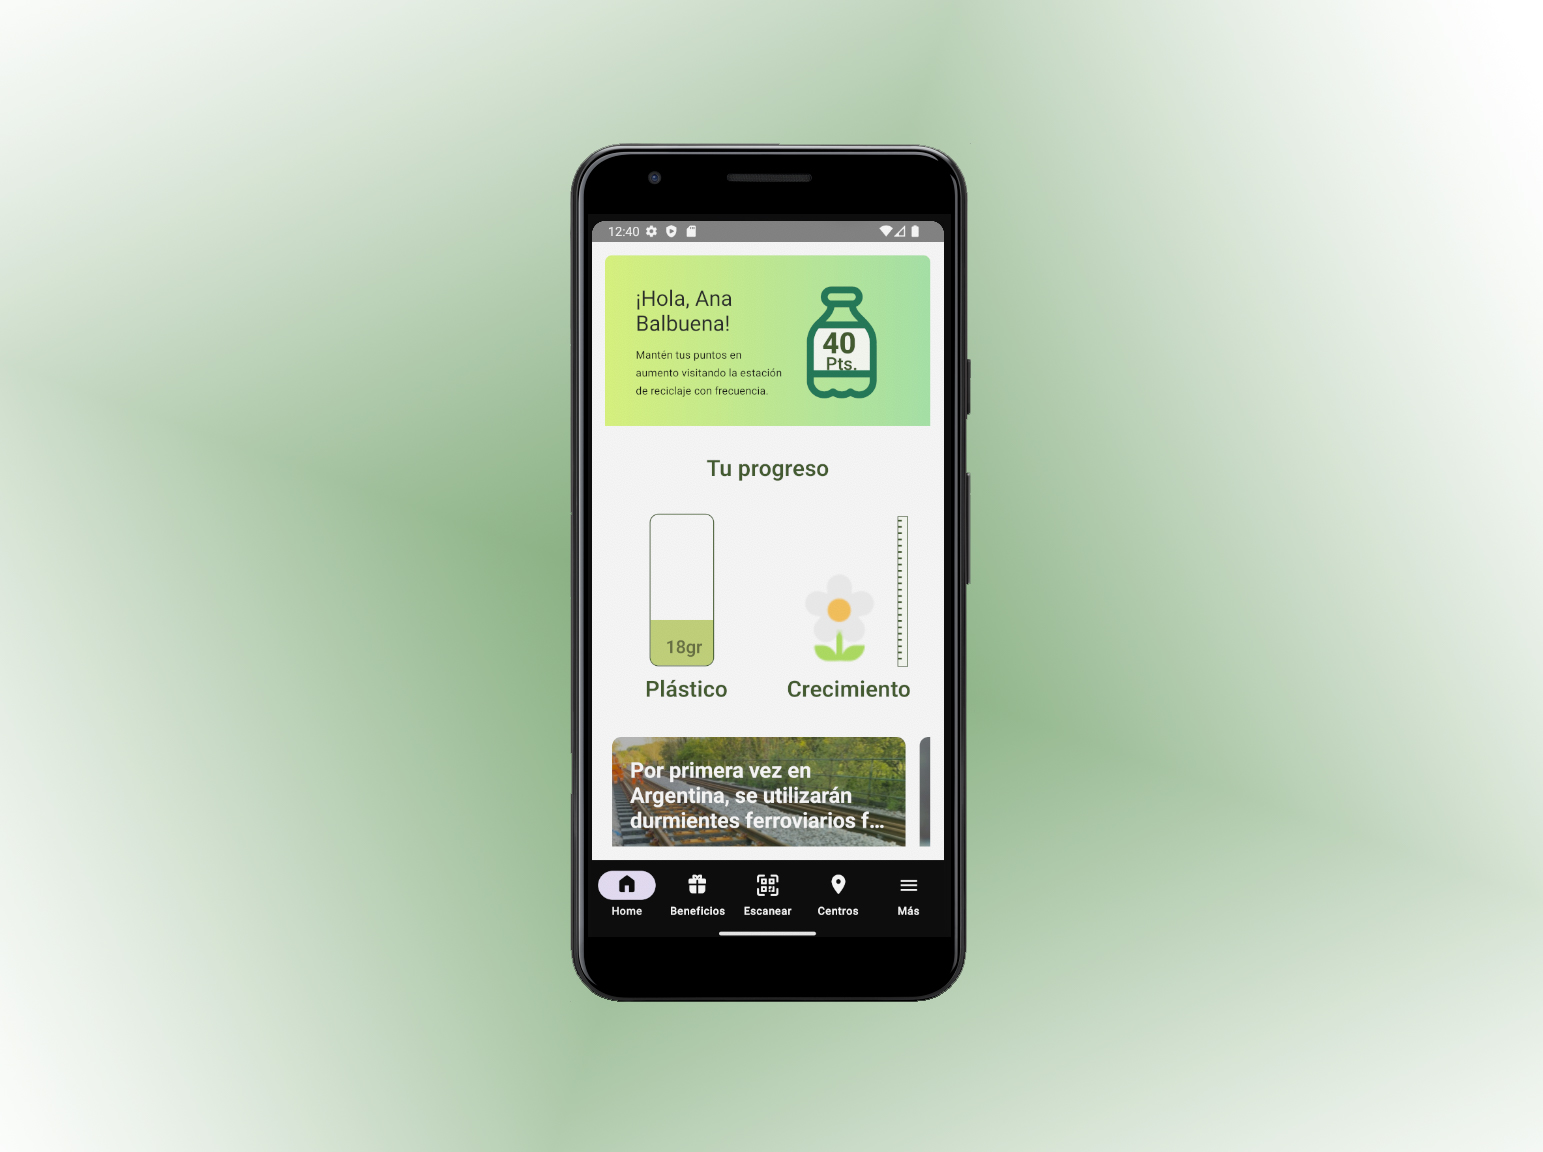 12:40
¡Hola, Ana
Balbuena!
Mantén tus puntos en
aumento visitando la estación
de reciclaje con frecuencia.
40
Pts.
Tu progreso
18gr
Plástico
Crecimiento
Por primera vez en
Argentina, se utilizarán
durmientes ferroviarios f...
Home
Beneficios
Escanear
Centros
Más